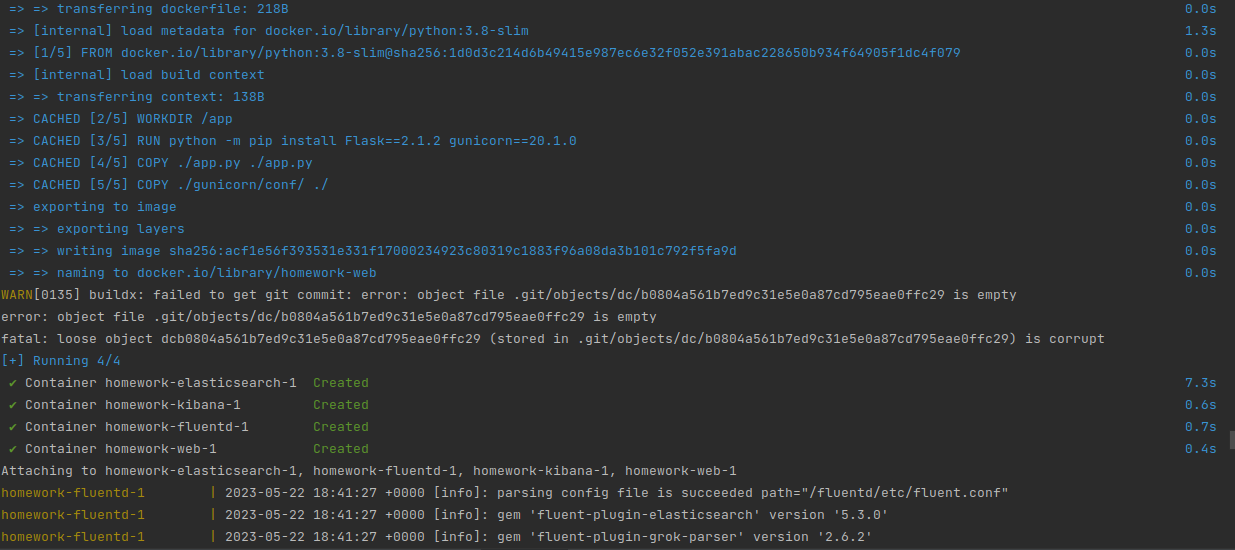 => => transferring dockerfile: 218B 0.0s
=> [internal] load metadata for docker.io/library/python:3.8-slim 1.3s
=> [1/5] FROM docker.io/library/python:3.8-slim@sha256:1d0d3c214d6b49415e987ec6e32f052e391abac228650b934f64905f1dc4f079 0.0s
=> [internal] load build context 0.0s
=> => transferring context: 138B 0.0s
=> CACHED [2/5] WORKDIR /app 0.0s
=> CACHED [3/5] RUN python -m pip install Flask==2.1.2 gunicorn==20.1.0 0.0s
=> CACHED [4/5] COPY ./app.py ./app.py 0.0s
=> CACHED [5/5] COPY ./gunicorn/conf/ ./ 0.0s
=> exporting to image 0.0s
=> => exporting layers 0.0s
=> => writing image sha256:acf1e56f393531e331f17000234923c80319c1883f96a08da3b101c792f5fa9d 0.0s
=> => naming to docker.io/library/homework-web 0.0s
WARN[0135] buildx: failed to get git commit: error: object file .git/objects/dc/b0804a561b7ed9c31e5e0a87cd795eae0ffc29 is empty
error: object file .git/objects/dc/b0804a561b7ed9c31e5e0a87cd795eae0ffc29 is empty
fatal: loose object dcb0804a561b7ed9c31e5e0a87cd795eae0ffc29 (stored in .git/objects/dc/b0804a561b7ed9c31e5e0a87cd795eae0ffc29) is corrupt
[+] Running 4/4
✔ Container homework-elasticsearch-1 Created 7.3s
✔ Container homework-kibana-1 Created 0.6s
✔ Container homework-fluentd-1 Created 0.7s
✔ Container homework-web-1 Created 0.4s
Attaching to homework-elasticsearch-1, homework-fluentd-1, homework-kibana-1, homework-web-1
homework-fluentd-1 | 2023-05-22 18:41:27 +0000 [info]: parsing config file is succeeded path="/fluentd/etc/fluent.conf"
homework-fluentd-1 | 2023-05-22 18:41:27 +0000 [info]: gem 'fluent-plugin-elasticsearch' version '5.3.0'
homework-fluentd-1 | 2023-05-22 18:41:27 +0000 [info]: gem 'fluent-plugin-grok-parser' version '2.6.2'